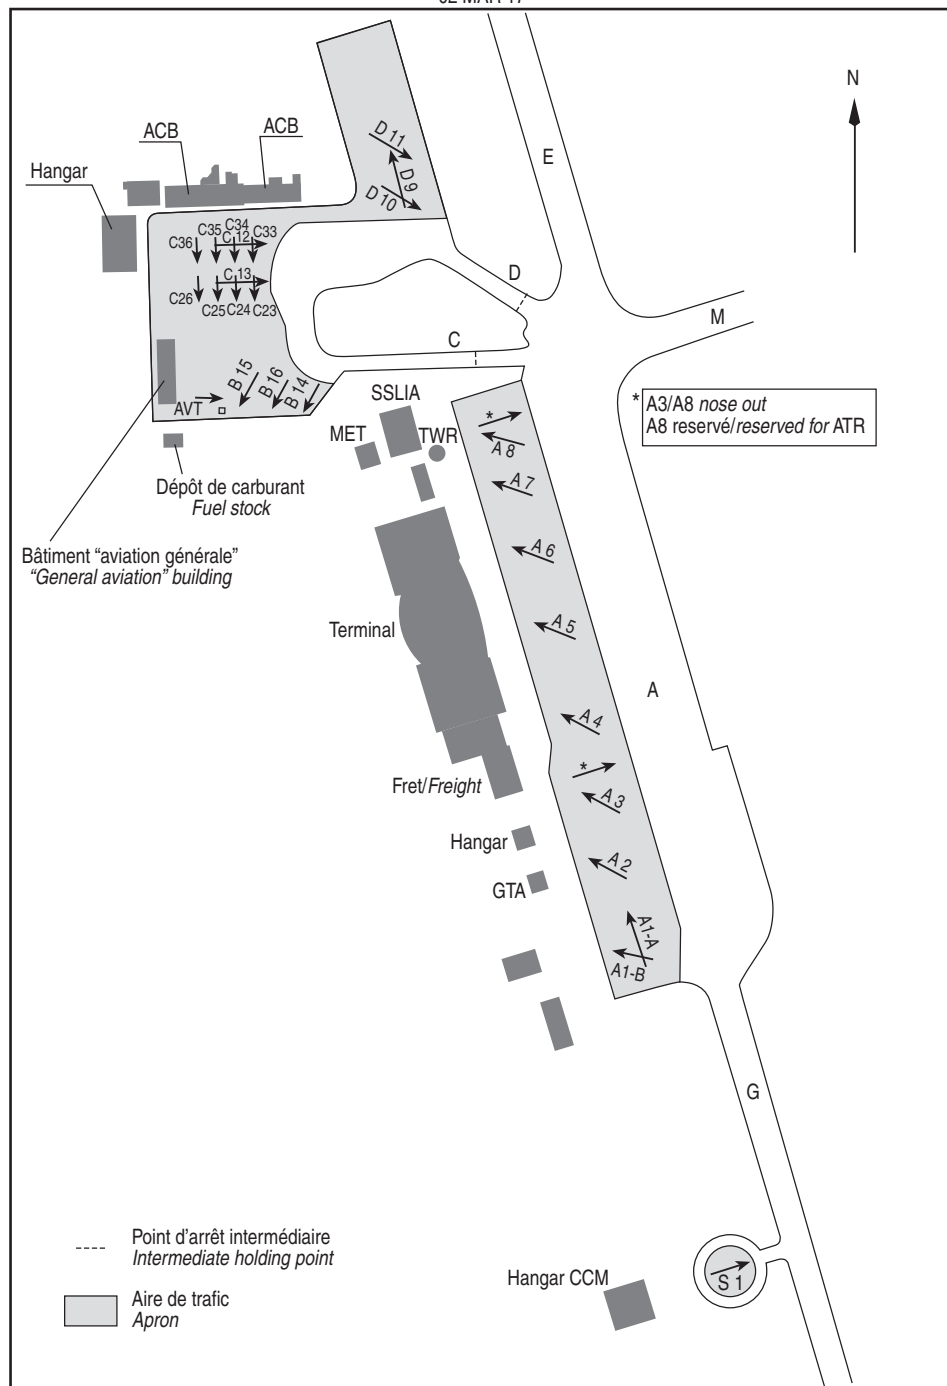 N
E
ACB
ACB
Hangar
D 11
D 9
D 10
C36
C35
C34
C 12
C33
C 13
C26
C25
C24
C23
D
M
C
* A3/A8 nose out
A8 reservé/reserved for ATR
B 15
B 16
B 14
AVT
SSLIA
MET
TWR
*
A 8
A 7
Dépôt de carburant
Fuel stock
A 6
Bâtiment “aviation générale”
“General aviation” building
Terminal
A 5
A
A 4
*
Fret/Freight
A 3
Hangar
A 2
GTA
A1-A
A1-B
G
Point d’arrêt intermédiaire
Intermediate holding point
Hangar CCM
S 1
Aire de trafic
Apron